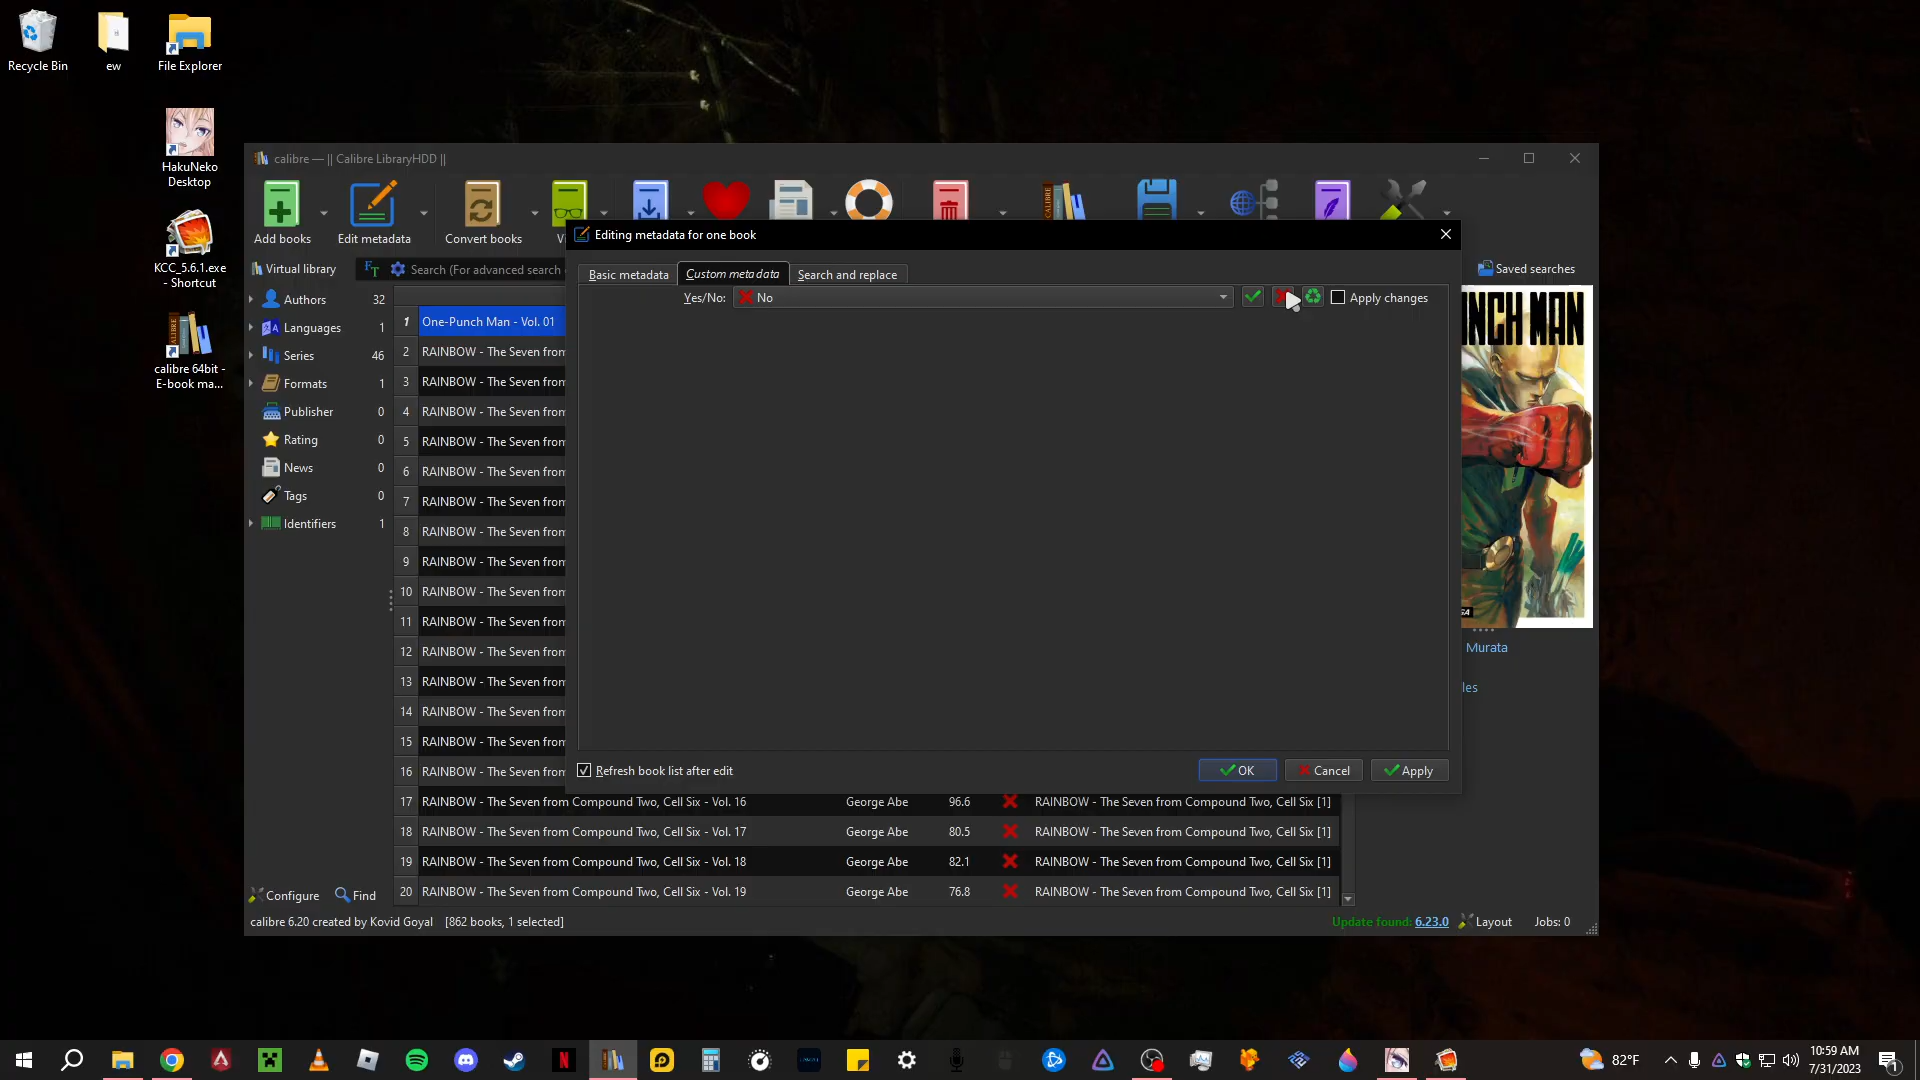 Recycle Bin
ew
File Explorer
HakuNeko
Desktop
KCC_5.6.1.exe
- Shortcut
calibre 64bit -
E-book ma...
calibre — || Calibre LibraryHDD ||
Add books
Edit metadata
Convert books
Editing metadata for one book
Virtual library
Search (For advanced search
Saved searches
Basic metadata
Custom metadata
Search and replace
Yes/No:
No
Apply changes
Authors 32
Languages 1
Series 46
Formats 1
Publisher 0
Rating 0
News 0
Tags 0
Identifiers 1
1 One-Punch Man - Vol. 01
2 RAINBOW - The Seven from
3 RAINBOW - The Seven from
4 RAINBOW - The Seven from
5 RAINBOW - The Seven from
6 RAINBOW - The Seven from
7 RAINBOW - The Seven from
8 RAINBOW - The Seven from
9 RAINBOW - The Seven from
10 RAINBOW - The Seven from
11 RAINBOW - The Seven from
12 RAINBOW - The Seven from
13 RAINBOW - The Seven from
14 RAINBOW - The Seven from
15 RAINBOW - The Seven from
16 RAINBOW - The Seven from
17 RAINBOW - The Seven from Compound Two, Cell Six - Vol. 16 George Abe 96.6 RAINBOW - The Seven from Compound Two, Cell Six [1]
18 RAINBOW - The Seven from Compound Two, Cell Six - Vol. 17 George Abe 80.5 RAINBOW - The Seven from Compound Two, Cell Six [1]
19 RAINBOW - The Seven from Compound Two, Cell Six - Vol. 18 George Abe 82.1 RAINBOW - The Seven from Compound Two, Cell Six [1]
20 RAINBOW - The Seven from Compound Two, Cell Six - Vol. 19 George Abe 76.8 RAINBOW - The Seven from Compound Two, Cell Six [1]
NCH MAN
Murata
les
Refresh book list after edit
OK
Cancel
Apply
Configure
Find
calibre 6.20 created by Kovid Goyal [862 books, 1 selected]
Update found: 6.23.0
Layout
Jobs: 0
82°F
10:59 AM
7/31/2023